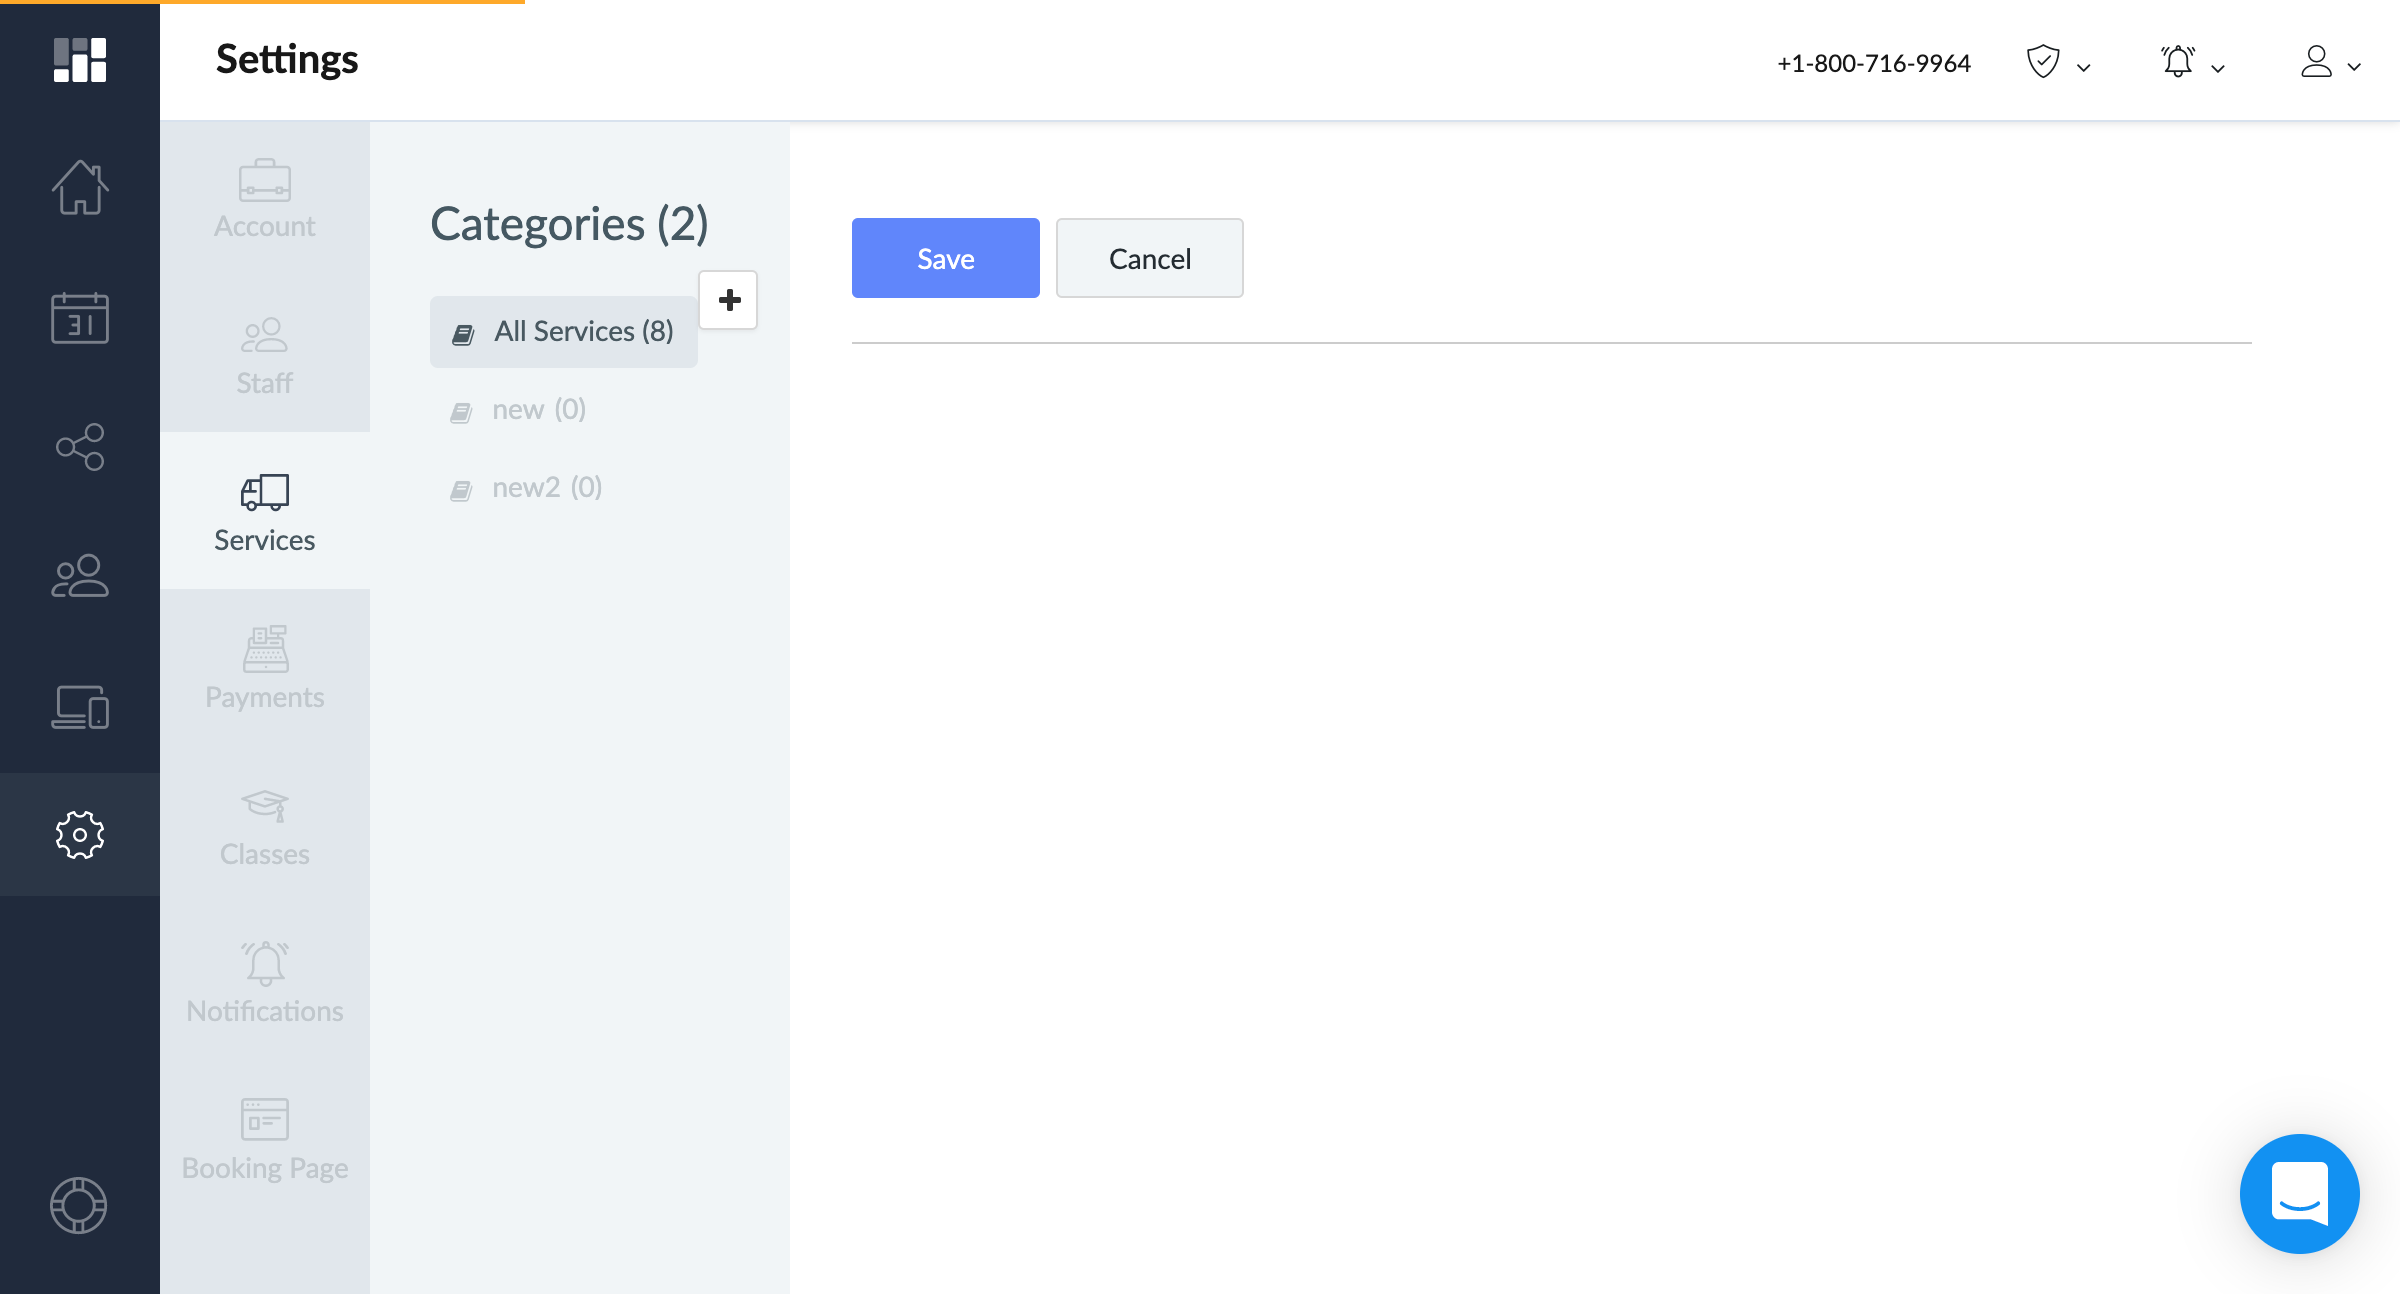 Settings
+1-800-716-9964
31
Account
Staff
Services
Payments
Classes
Notifications
Booking Page
Categories (2)
All Services (8)
new (0)
new2 (0)
Save
Cancel